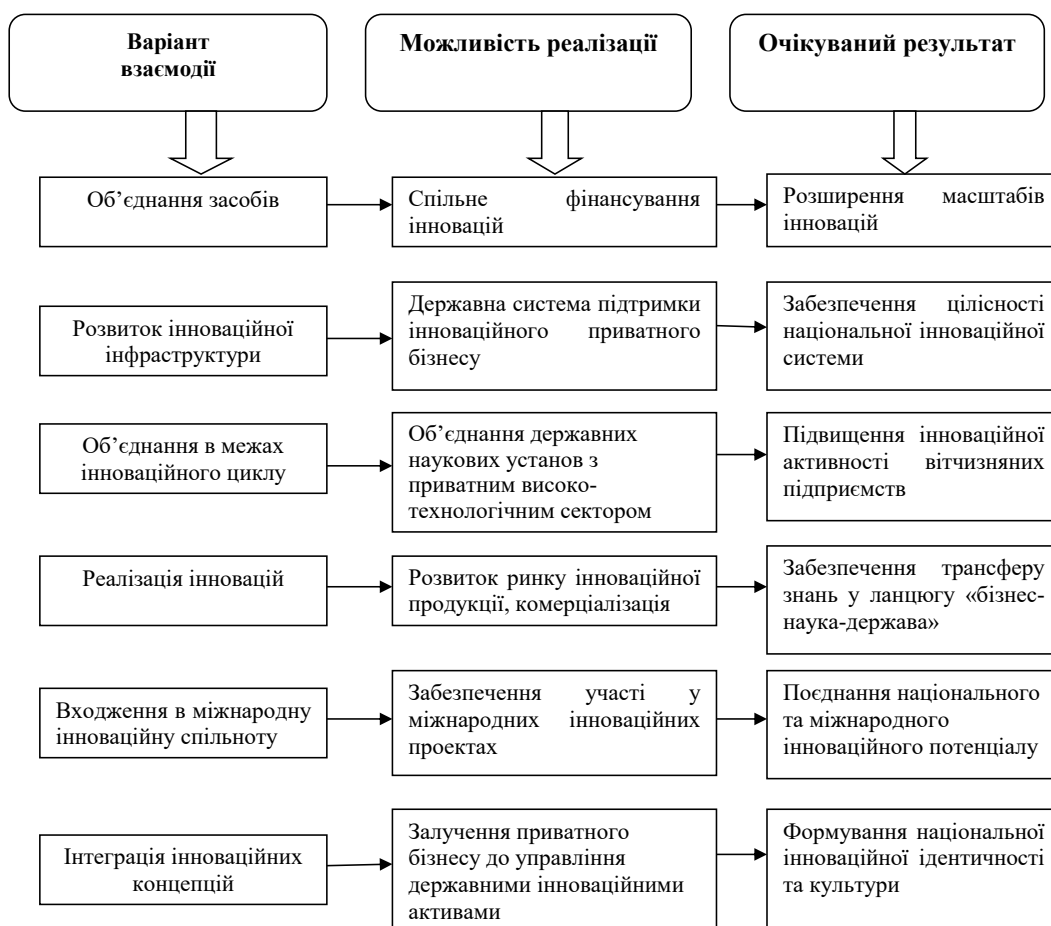 Варіант
взаємодії
Можливість реалізації
Очікуваний результат
Об’єднання засобів
Спільне фінансування
інновацій
Розширення масштабів
інновацій
Розвиток інноваційної
інфраструктури
Державна система підтримки
інноваційного приватного
бізнесу
Забезпечення цілісності
національної інноваційної
системи
Об’єднання в межах
інноваційного циклу
Об’єднання державних
наукових установ з
приватним високо-
технологічним сектором
Підвищення інноваційної
активності вітчизняних
підприємств
Реалізація інновацій
Розвиток ринку інноваційної
продукції, комерціалізація
Забезпечення трансферу
знань у ланцюгу «бізнес-
наука-держава»
Входження в міжнародну
інноваційну спільноту
Забезпечення участі у
міжнародних інноваційних
проектах
Поєднання національного
та міжнародного
інноваційного потенціалу
Інтеграція інноваційних
концепцій
Залучення приватного
бізнесу до управління
державними інноваційними
активами
Формування національної
інноваційної ідентичності
та культури